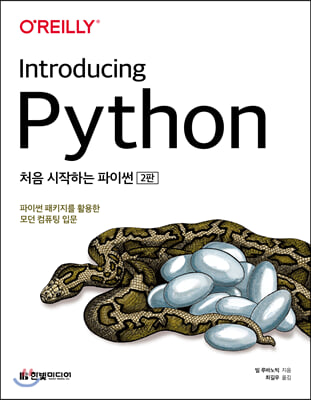 O'REILLY®
Introducing
Python
처음 시작하는 파이썬 2판
파이썬 패키지를 활용한
모던 컴퓨팅 입문
빌 루바노빅 지음
최길우 옮김
한빛미디어